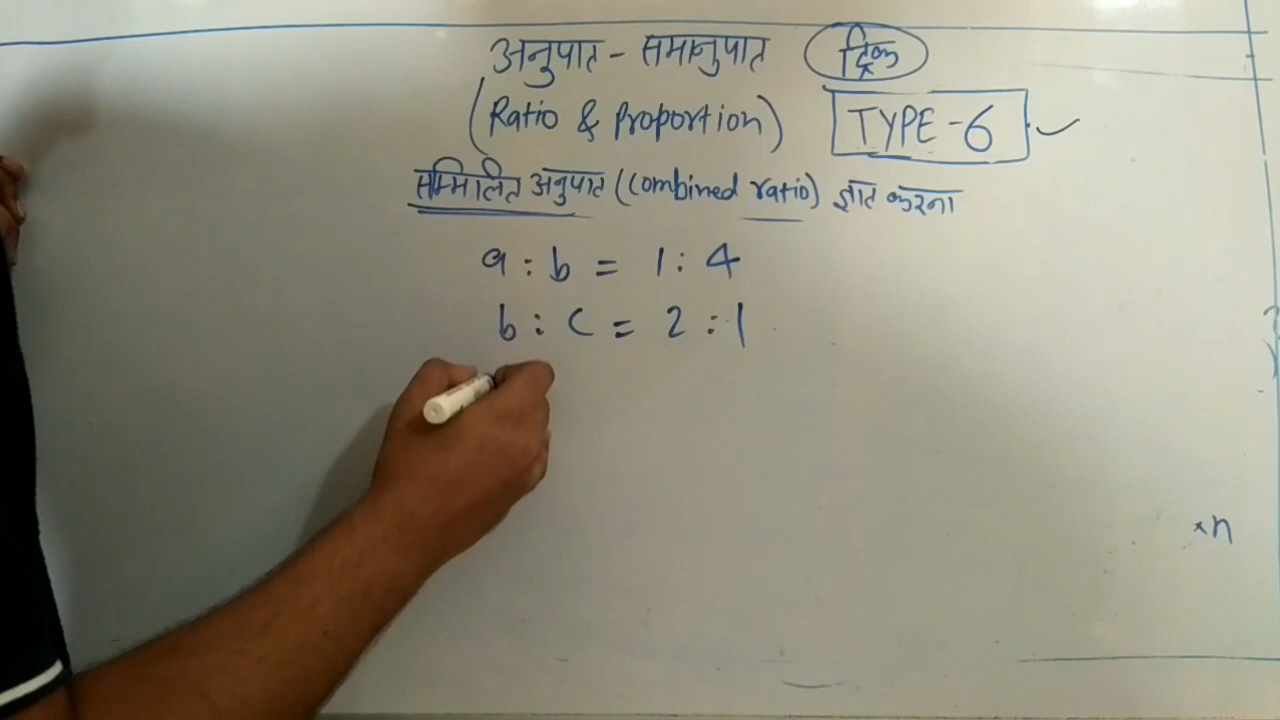 अनुपात - समानुपात ट्रिक
(Ratio & Proportion) TYPE-6
सम्मिलित अनुपात (Combined ratio) ज्ञात करना
a : b = 1 : 4
b : c = 2 : 1
×n